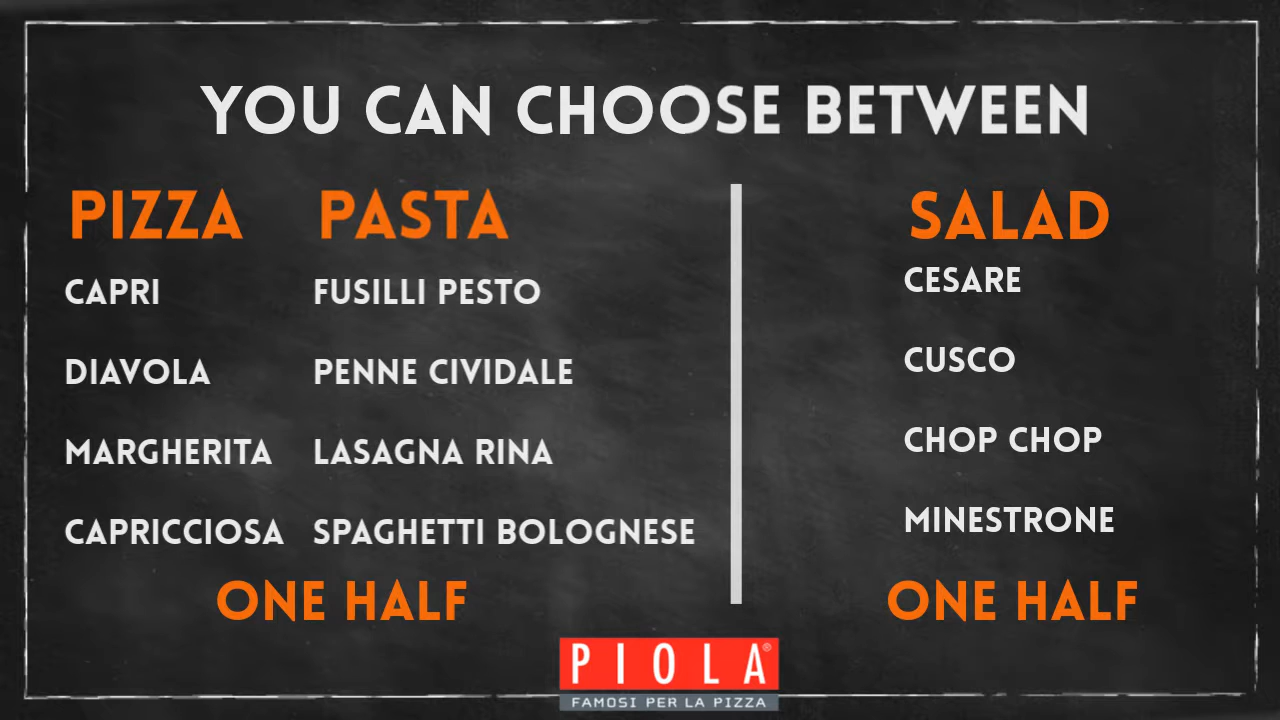 YOU CAN CHOOSE BETWEEN
PIZZA
CAPRI
DIAVOLA
MARGHERITA
CAPRICCIOSA
PASTA
FUSILLI PESTO
PENNE CIVIDALE
LASAGNA RINA
SPAGHETTI BOLOGNESE
ONE HALF
SALAD
CESARE
CUSCO
CHOP CHOP
MINESTRONE
ONE HALF
PIOLA®
FAMOSI PER LA PIZZA